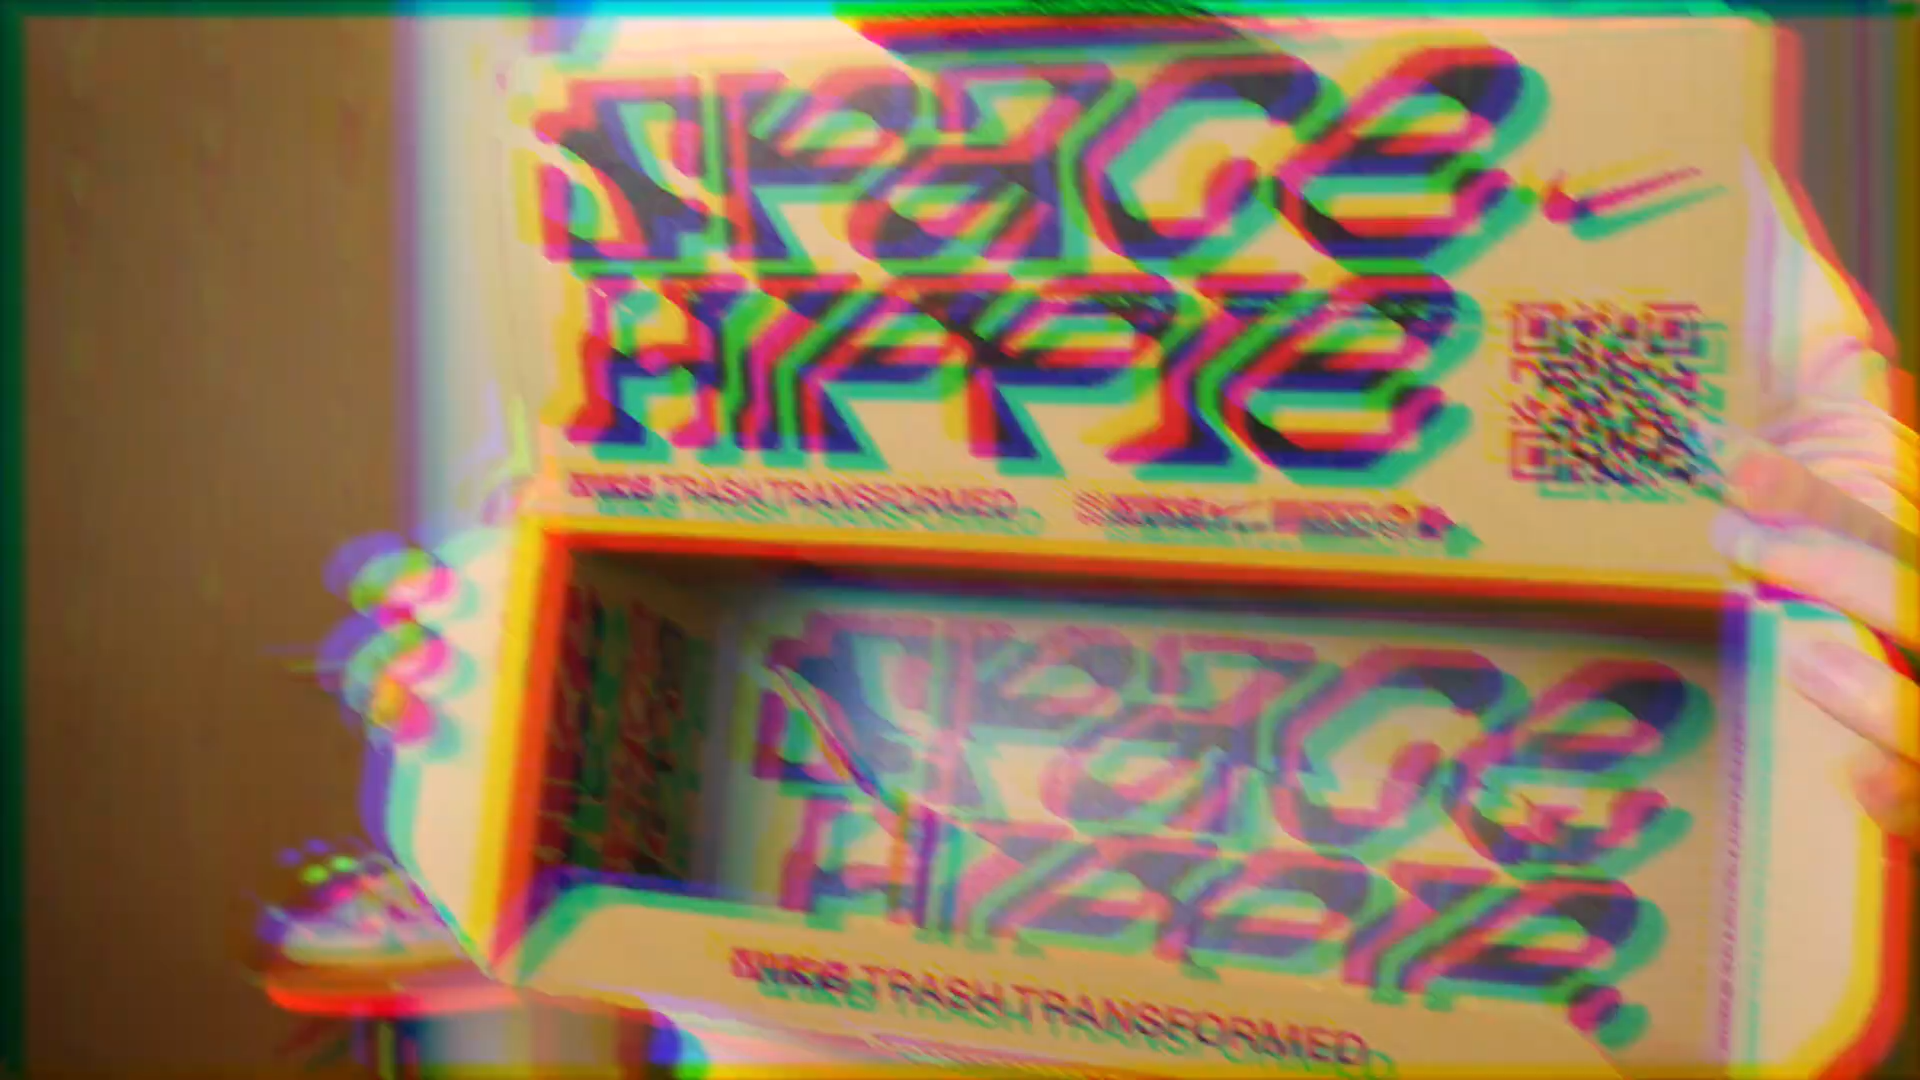 SPACE
HIPPIE
TRASH TRANSFORMED
SPACE
HIPPIE
TRASH TRANSFORMED